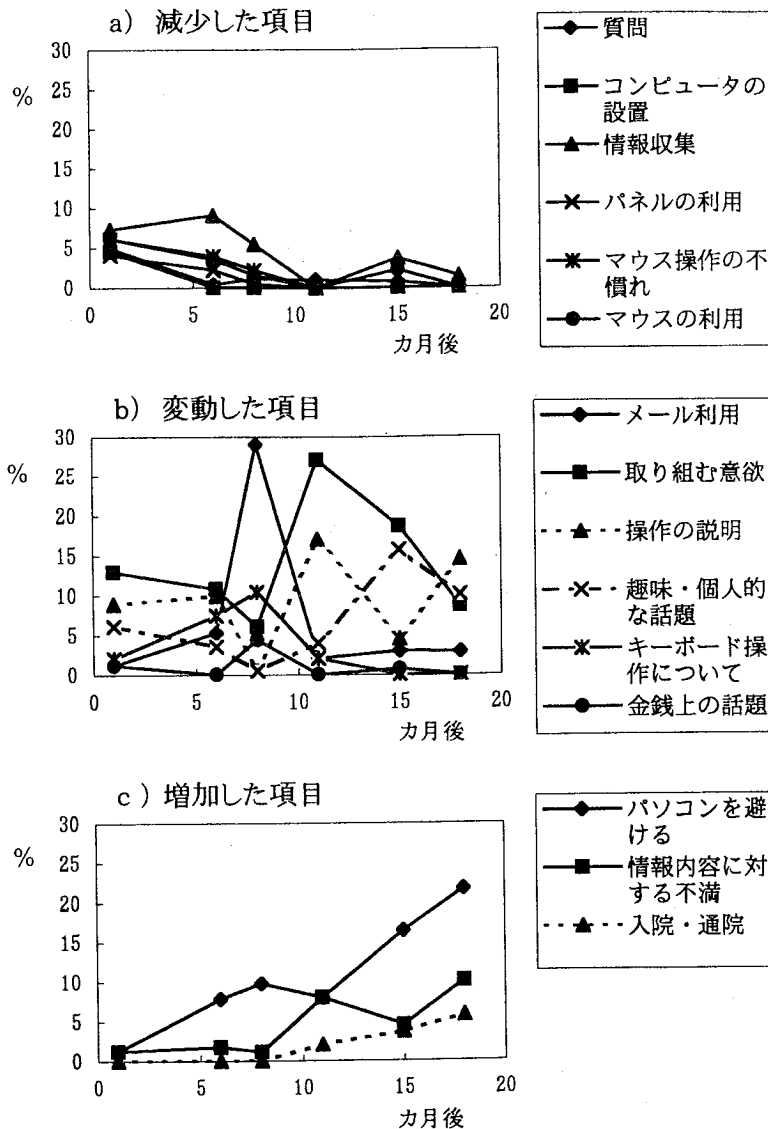 a) 減少した項目
30
%
25
20
15
10
5
0
0 5 10 15 20
カ月後
質問
コンピュータの
設置
情報収集
パネルの利用
マウス操作の不
慣れ
マウスの利用
b) 変動した項目
30
%
25
20
15
10
5
0
0 5 10 15 20
カ月後
メール利用
取り組む意欲
操作の説明
趣味・個人的
な話題
キーボード操
作について
金銭上の話題
c) 増加した項目
30
%
25
20
15
10
5
0
0 5 10 15 20
カ月後
パソコンを避
ける
情報内容に対
する不満
入院・通院